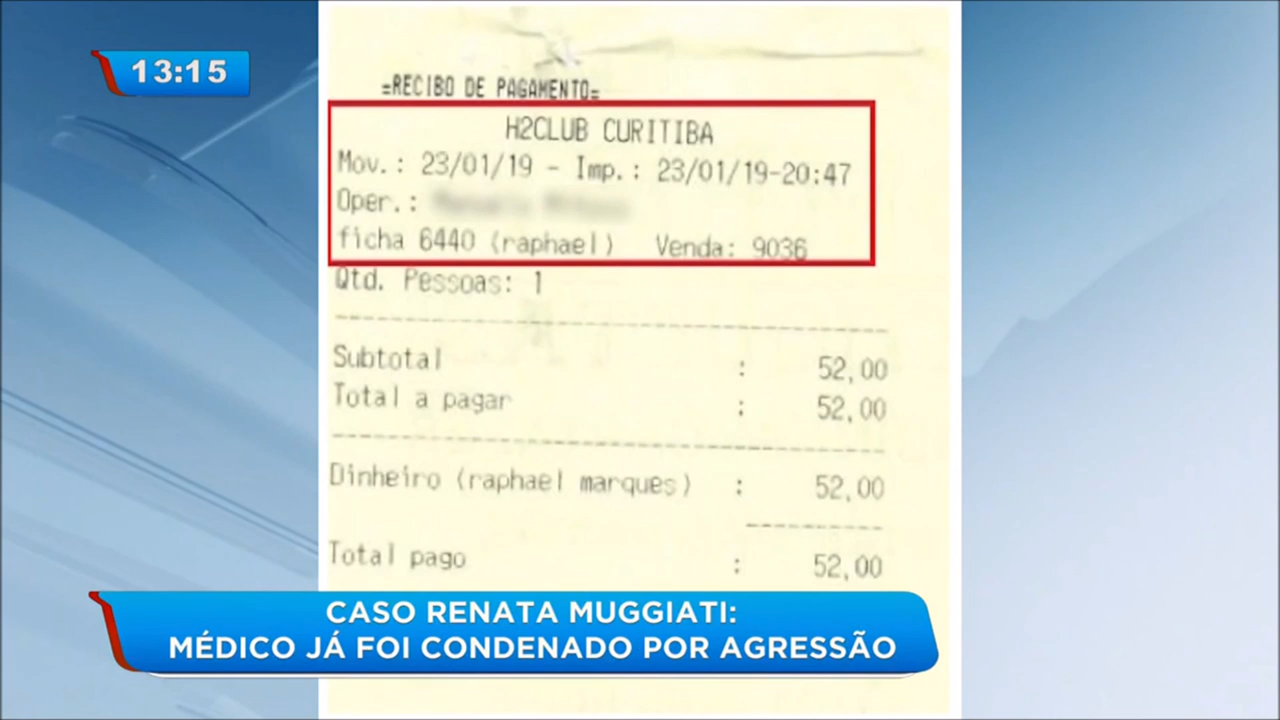 13:15
=RECIBO DE PAGAMENTO=
H2CLUB CURITIBA
Mov.: 23/01/19 - Imp.: 23/01/19-20:47
Oper.:
ficha 6440 (raphael) Venda: 9036
Qtd. Pessoas: 1
Subtotal : 52,00
Total a pagar : 52,00
Dinheiro (raphael marques) : 52,00
Total pago : 52,00
CASO RENATA MUGGIATI:
MÉDICO JÁ FOI CONDENADO POR AGRESSÃO